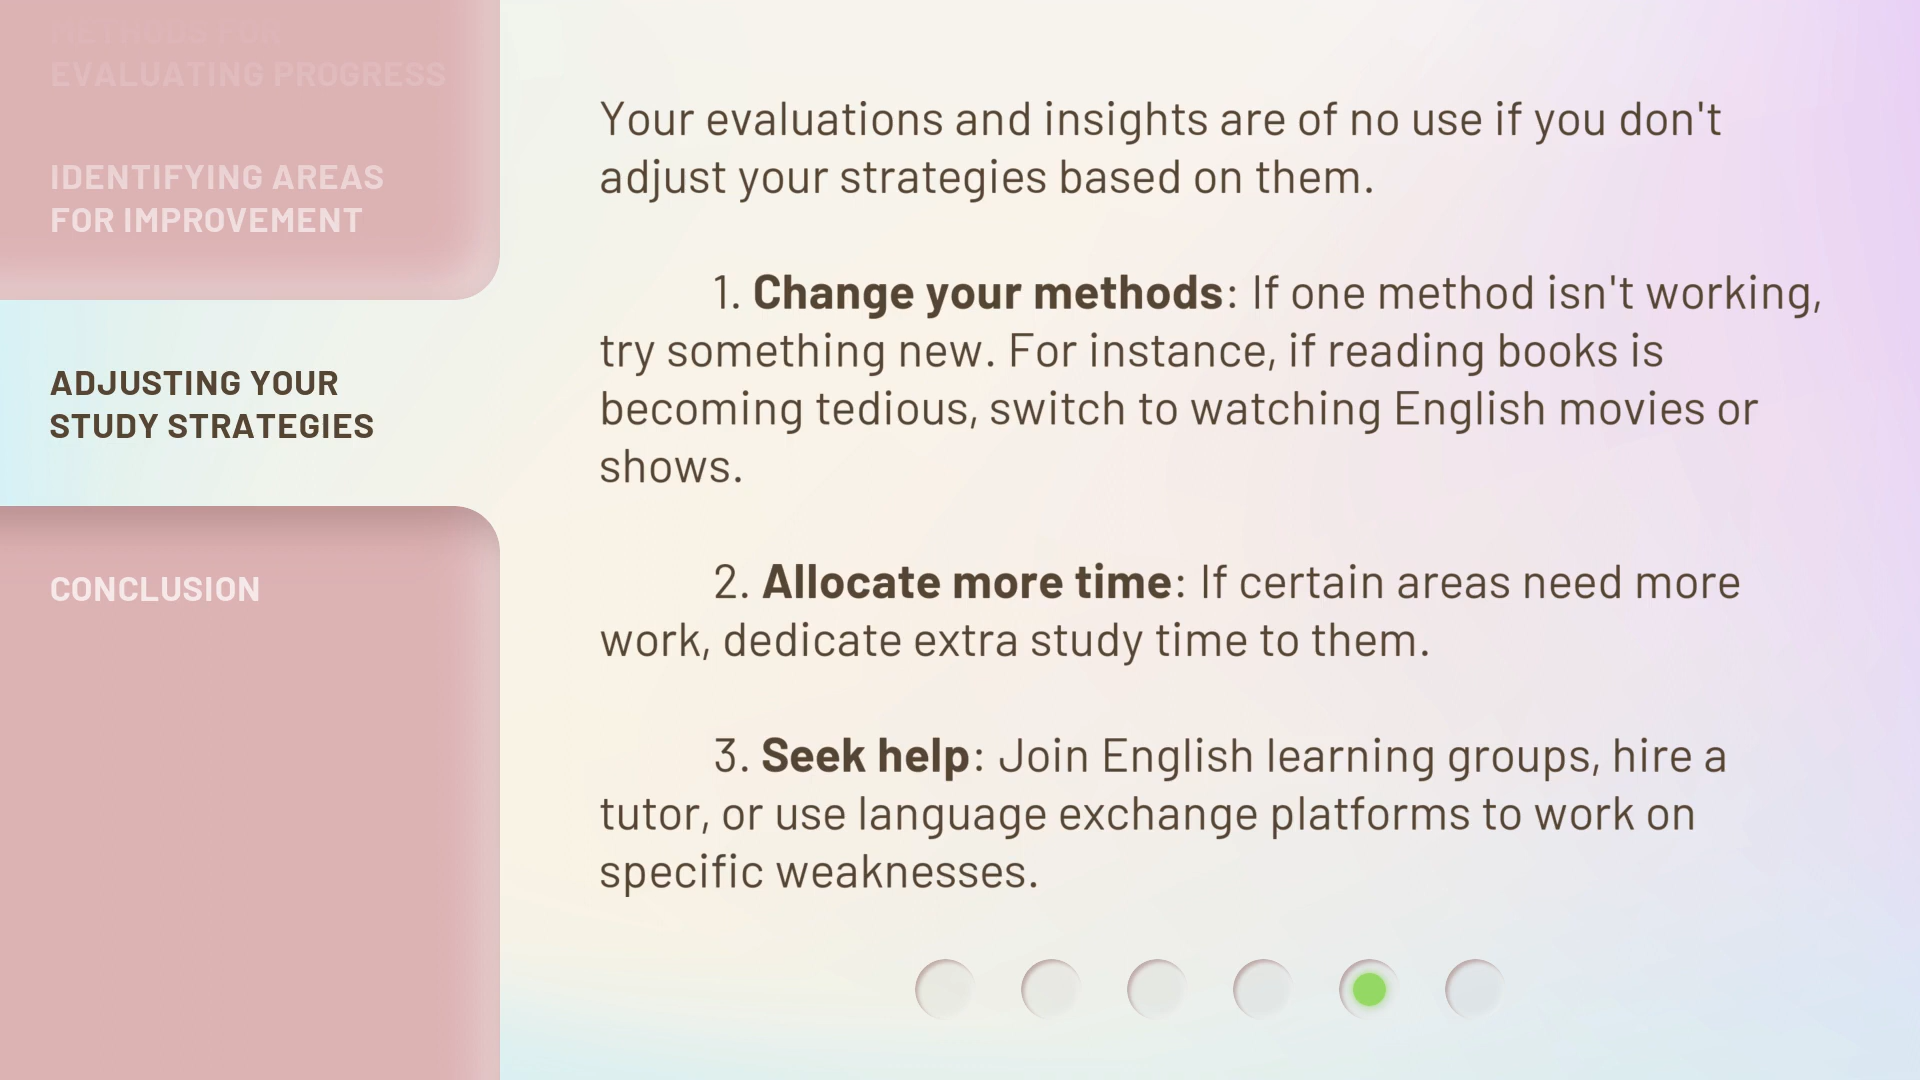 METHODS FOR
EVALUATING PROGRESS
IDENTIFYING AREAS
FOR IMPROVEMENT
ADJUSTING YOUR
STUDY STRATEGIES
CONCLUSION
Your evaluations and insights are of no use if you don't
adjust your strategies based on them.
1. Change your methods: If one method isn't working,
try something new. For instance, if reading books is
becoming tedious, switch to watching English movies or
shows.
2. Allocate more time: If certain areas need more
work, dedicate extra study time to them.
3. Seek help: Join English learning groups, hire a
tutor, or use language exchange platforms to work on
specific weaknesses.